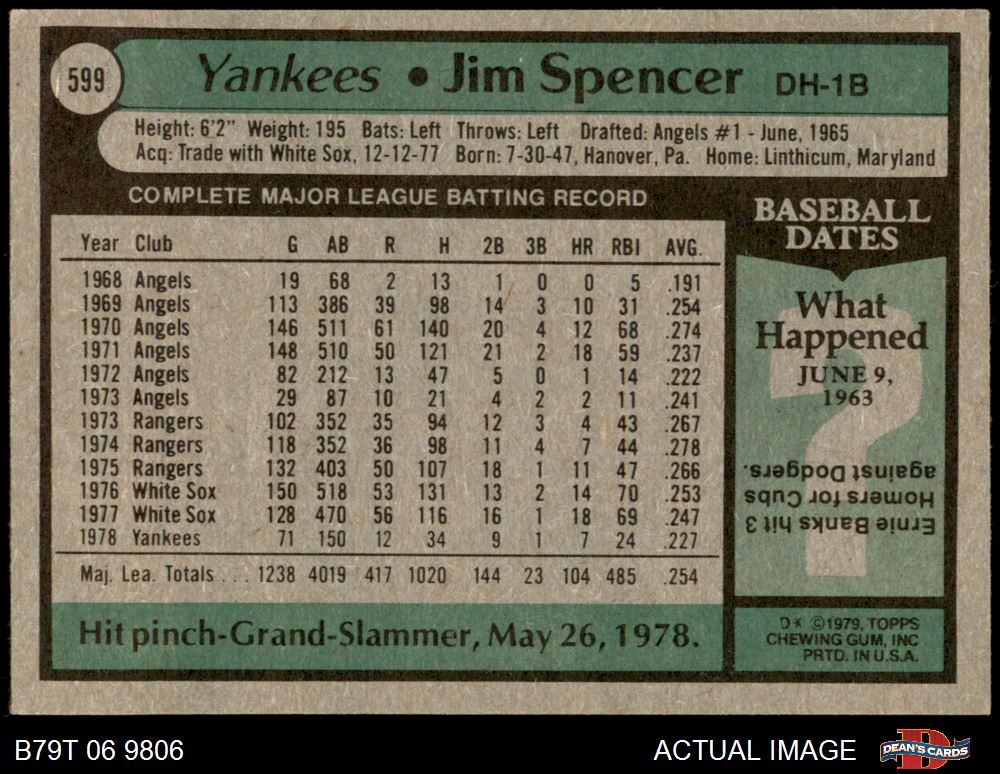 599
Yankees • Jim Spencer DH-1B
Height: 6'2" Weight: 195 Bats: Left Throws: Left Drafted: Angels #1 - June, 1965
Acq: Trade with White Sox, 12-12-77 Born: 7-30-47, Hanover, Pa. Home: Linthicum, Maryland
COMPLETE MAJOR LEAGUE BATTING RECORD
Year Club G AB R H 2B 3B HR RBI AVG.
1968 Angels 19 68 2 13 1 0 0 5 .191
1969 Angels 113 386 39 98 14 3 10 31 .254
1970 Angels 146 511 61 140 20 4 12 68 .274
1971 Angels 148 510 50 121 21 2 18 59 .237
1972 Angels 82 212 13 47 5 0 1 14 .222
1973 Angels 29 87 10 21 4 2 2 11 .241
1973 Rangers 102 352 35 94 12 3 4 43 .267
1974 Rangers 118 352 36 98 11 4 7 44 .278
1975 Rangers 132 403 50 107 18 1 11 47 .266
1976 White Sox 150 518 53 131 13 2 14 70 .253
1977 White Sox 128 470 56 116 16 1 18 69 .247
1978 Yankees 71 150 12 34 9 1 7 24 .227
Maj. Lea. Totals ... 1238 4019 417 1020 144 23 104 485 .254
Hit pinch-Grand-Slammer, May 26, 1978.
BASEBALL
DATES
What
Happened
JUNE 9,
1963
?
Ernie Banks hit 3
Homers for Cubs
against Dodgers.
D* ©1979, TOPPS
CHEWING GUM, INC
PRTD. IN U.S.A.
B79T 06 9806
ACTUAL IMAGE
DEAN'S CARDS